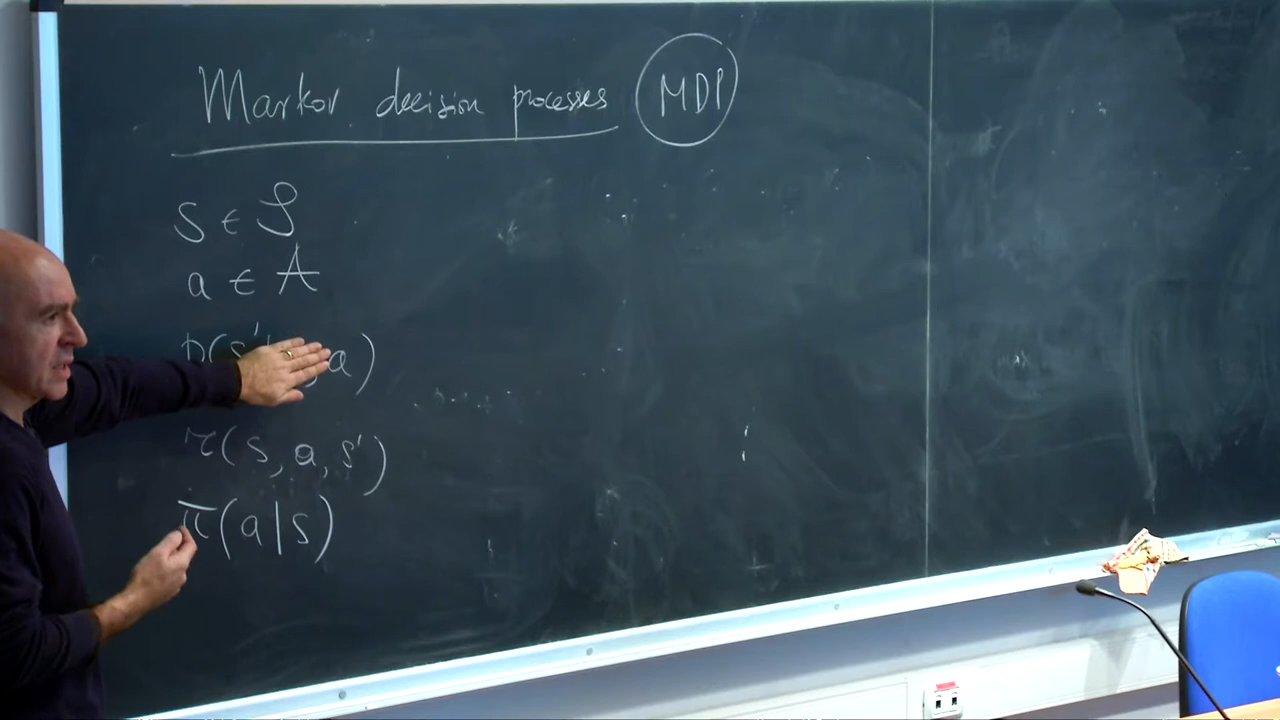 Markov decision processes MDP
s ∈ S
a ∈ A
p(s'| , a)
r(s, a, s')
π(a|s)